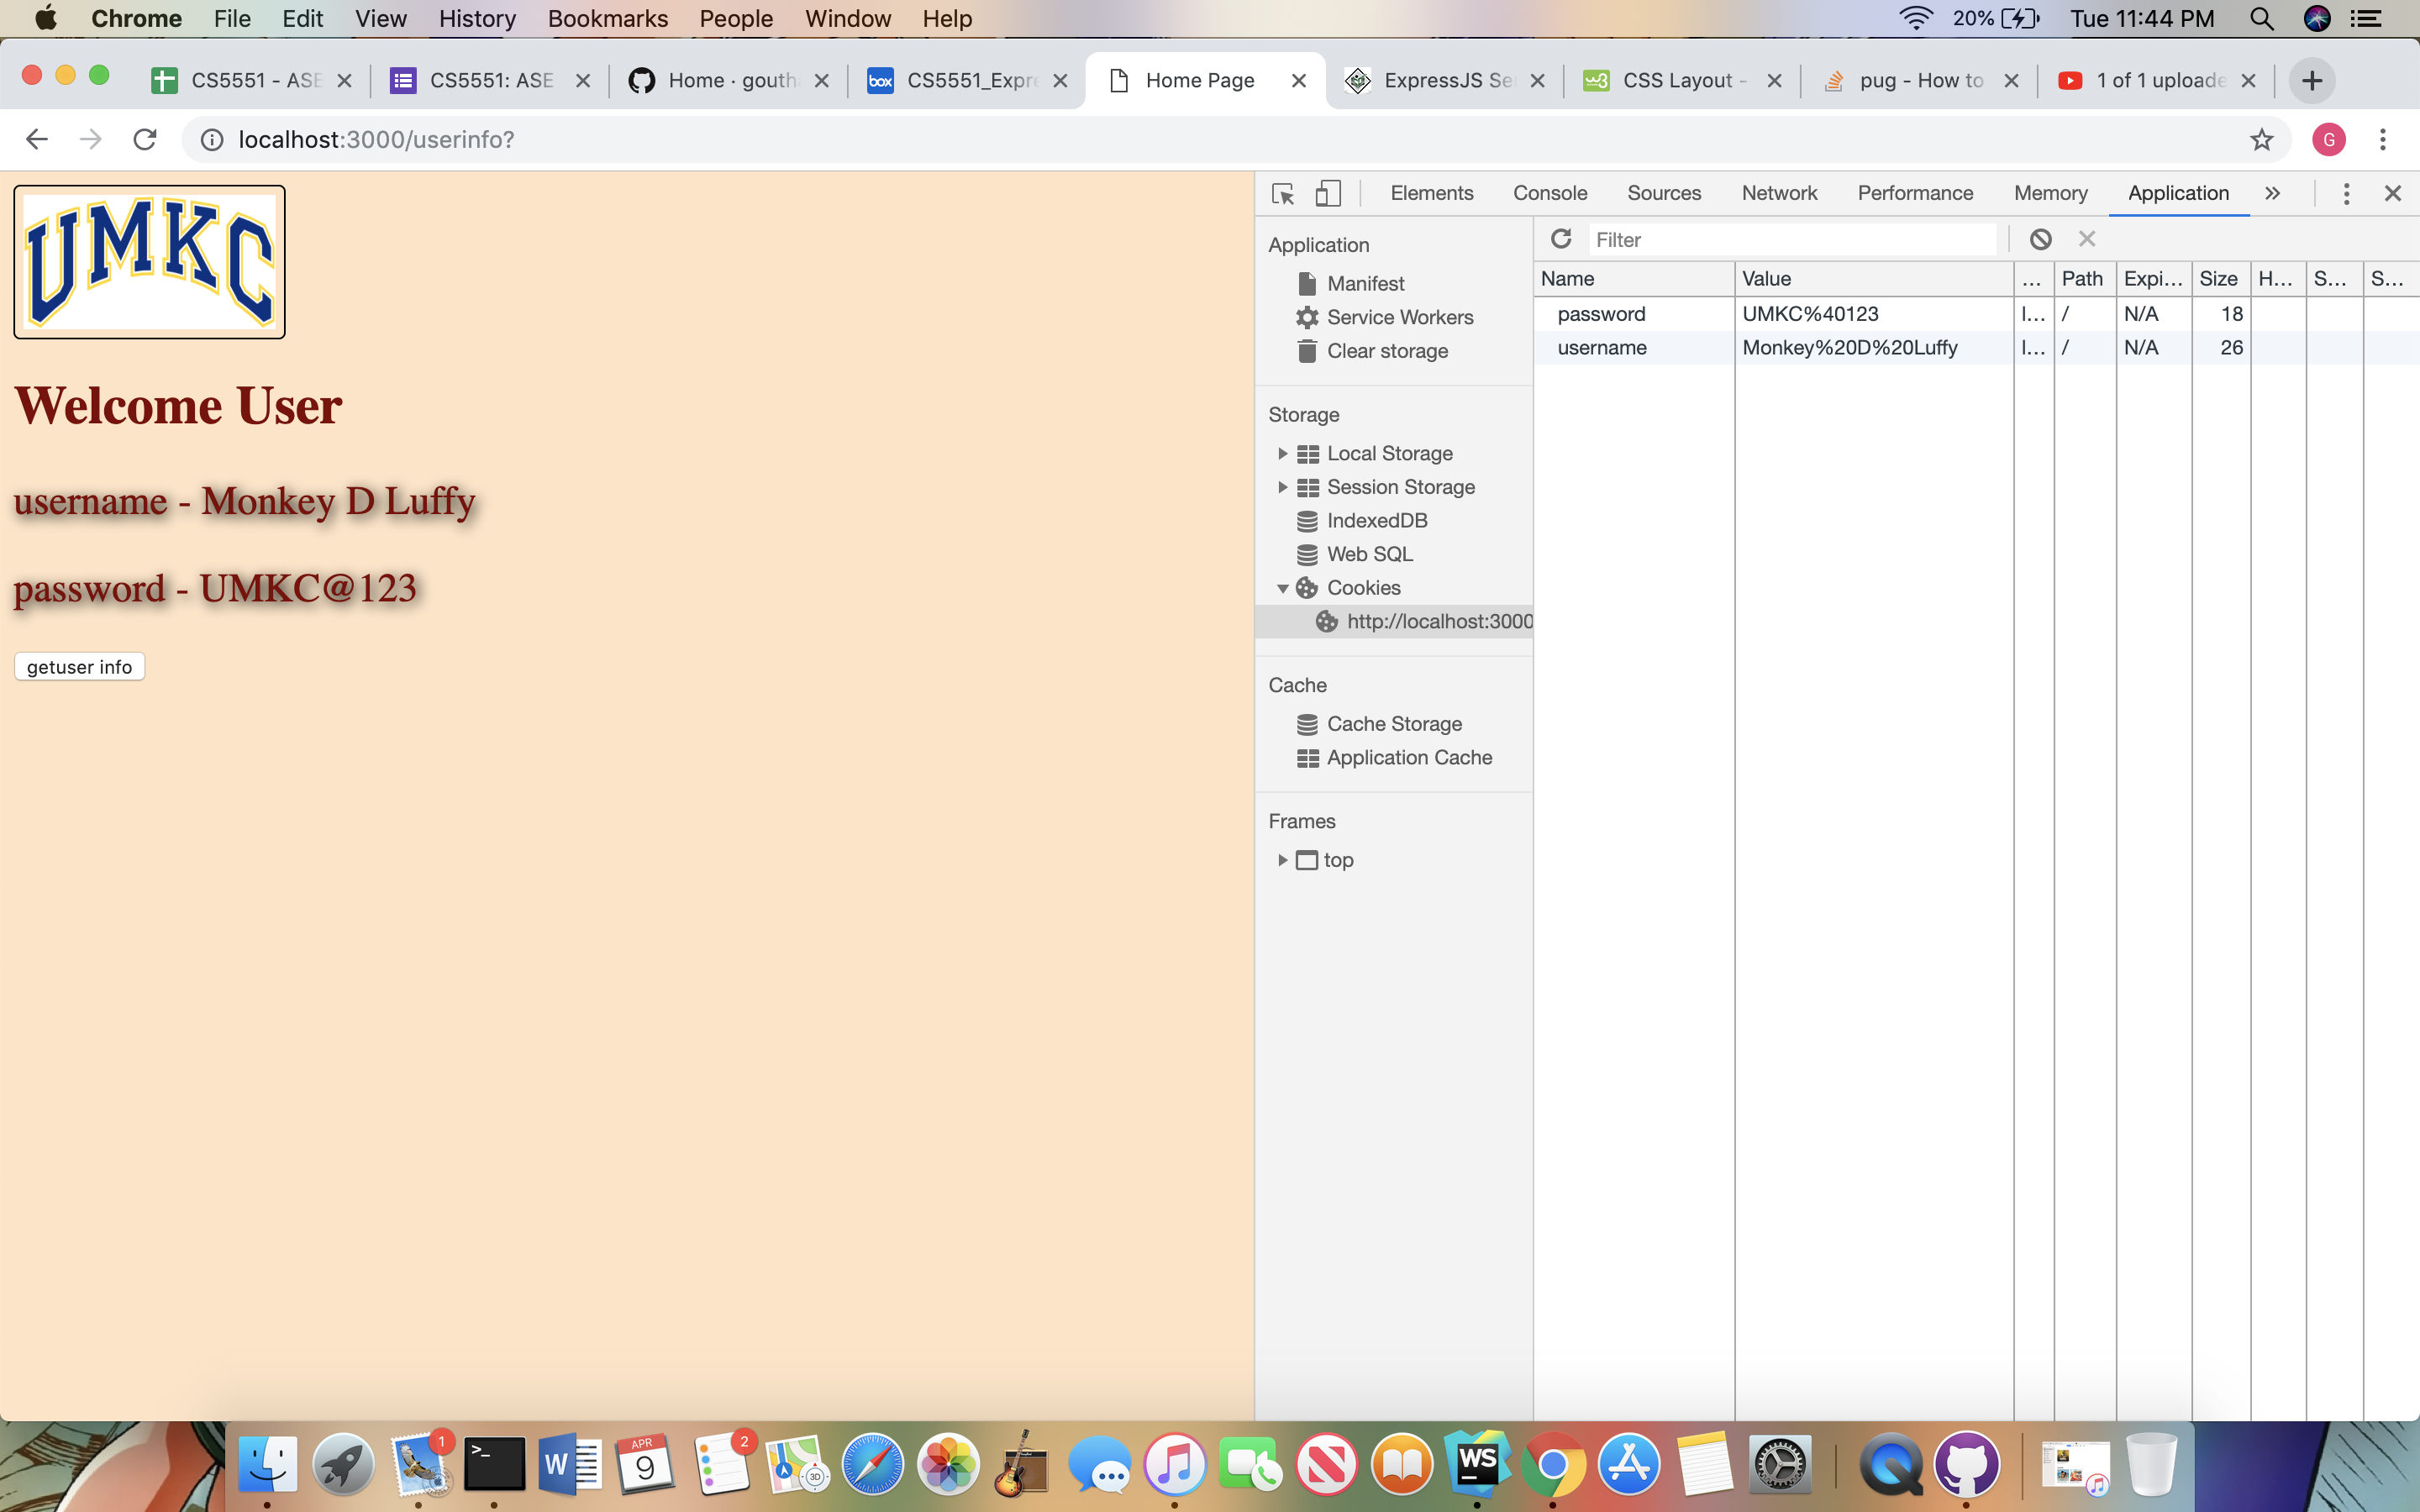 Chrome File Edit View History Bookmarks People Window Help 20% Tue 11:44 PM
CS5551 - ASE CS5551: ASE Home · gouth box CS5551_Expre Home Page ExpressJS Se w3 CSS Layout - pug - How to 1 of 1 uploade
localhost:3000/userinfo? G
Elements Console Sources Network Performance Memory Application »
UMKC
Welcome User
username - Monkey D Luffy
password - UMKC@123
getuser info
Application
Manifest
Service Workers
Clear storage
Storage
Local Storage
Session Storage
IndexedDB
Web SQL
Cookies
http://localhost:3000
Cache
Cache Storage
Application Cache
Frames
top
Filter
Name Value ... Path Expi... Size H... S... S...
password UMKC%40123 l... / N/A 18
username Monkey%20D%20Luffy l... / N/A 26
1 >_ W APR 9 2 3D WS